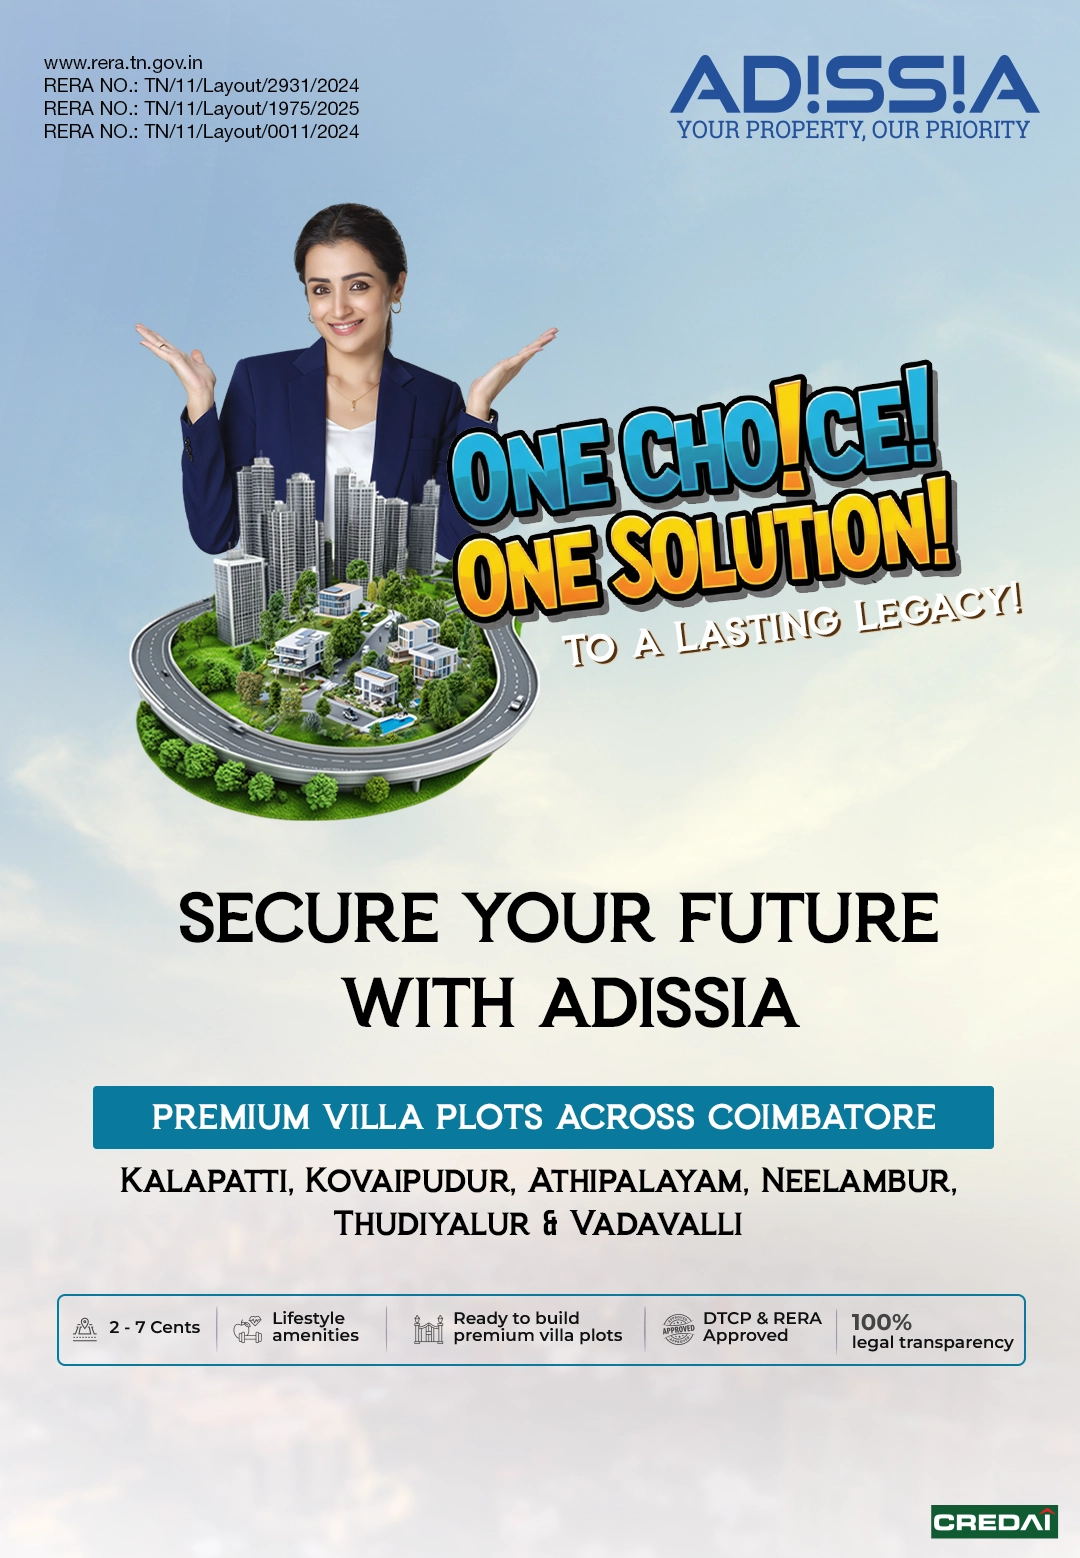 www.rera.tn.gov.in
RERA NO.: TN/11/Layout/2931/2024
RERA NO.: TN/11/Layout/1975/2025
RERA NO.: TN/11/Layout/0011/2024
AD!SS!A
YOUR PROPERTY, OUR PRIORITY
ONE CHO!CE!
ONE SOLUTION!
TO A LASTING LEGACY!
SECURE YOUR FUTURE
WITH ADISSIA
PREMIUM VILLA PLOTS ACROSS COIMBATORE
KALAPATTI, KOVAIPUDUR, ATHIPALAYAM, NEELAMBUR,
THUDIYALUR & VADAVALLI
2 - 7 Cents
Lifestyle
amenities
Ready to build
premium villa plots
APPROVED
DTCP & RERA
Approved
100%
legal transparency
CREDAI